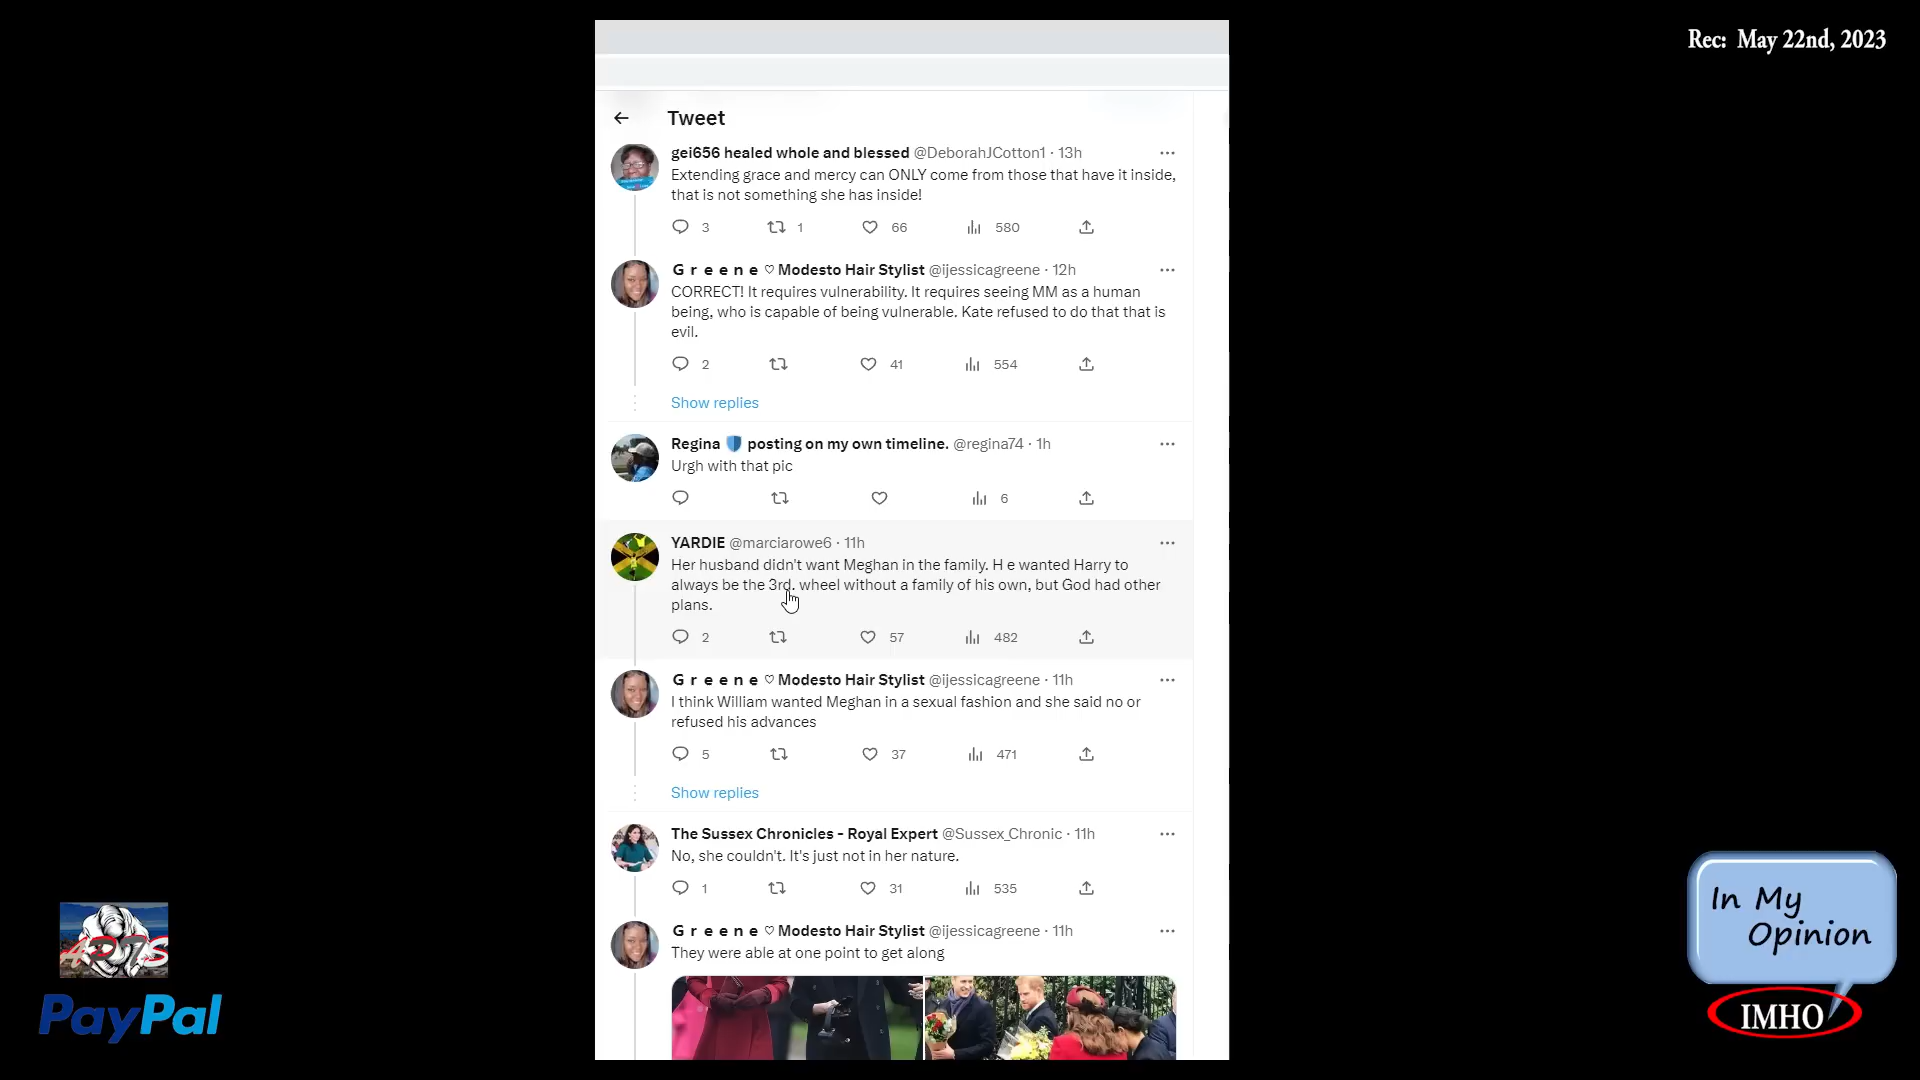 Rec: May 22nd, 2023
Tweet
gei656 healed whole and blessed @DeborahJCotton1 · 13h
Extending grace and mercy can ONLY come from those that have it inside,
that is not something she has inside!
3 1 66 580
G r e e n e ♡ Modesto Hair Stylist @ijessicagreene · 12h
CORRECT! It requires vulnerability. It requires seeing MM as a human
being, who is capable of being vulnerable. Kate refused to do that that is
evil.
2 41 554
Show replies
Regina 🛡 posting on my own timeline. @regina74 · 1h
Urgh with that pic
6
YARDIE @marciarowe6 · 11h
Her husband didn't want Meghan in the family. H e wanted Harry to
always be the 3rd. wheel without a family of his own, but God had other
plans.
2 57 482
G r e e n e ♡ Modesto Hair Stylist @ijessicagreene · 11h
I think William wanted Meghan in a sexual fashion and she said no or
refused his advances
5 37 471
Show replies
The Sussex Chronicles - Royal Expert @Sussex_Chronic · 11h
No, she couldn't. It's just not in her nature.
1 31 535
G r e e n e ♡ Modesto Hair Stylist @ijessicagreene · 11h
They were able at one point to get along
PayPal
In My
Opinion
IMHO